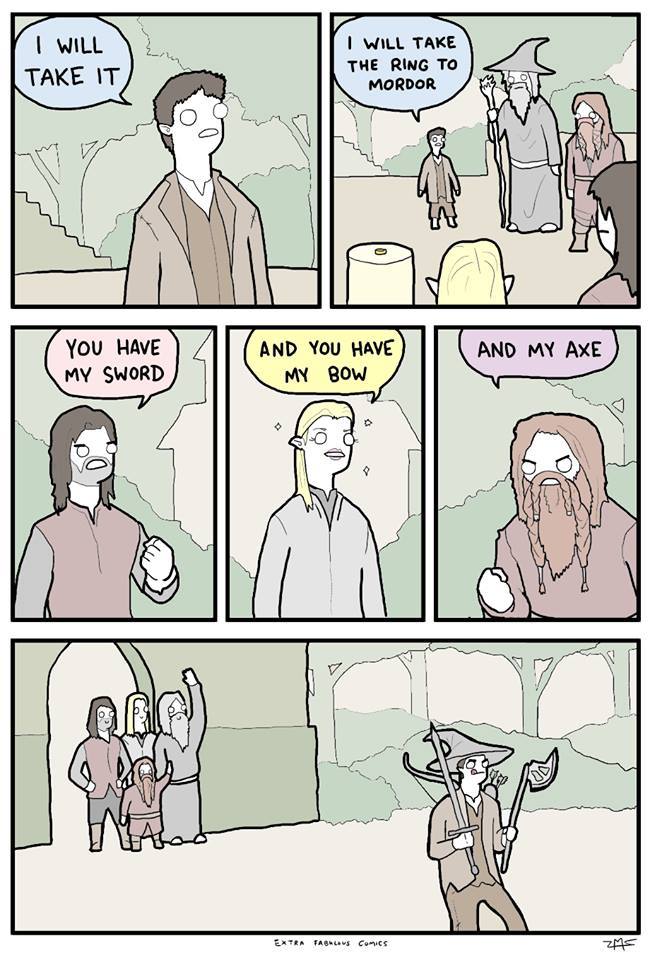 I WILL
TAKE IT
I WILL TAKE
THE RING TO
MORDOR
YOU HAVE
MY SWORD
AND YOU HAVE
MY BOW
AND MY AXE
EXTRA FABULOUS COMICS
ZMS